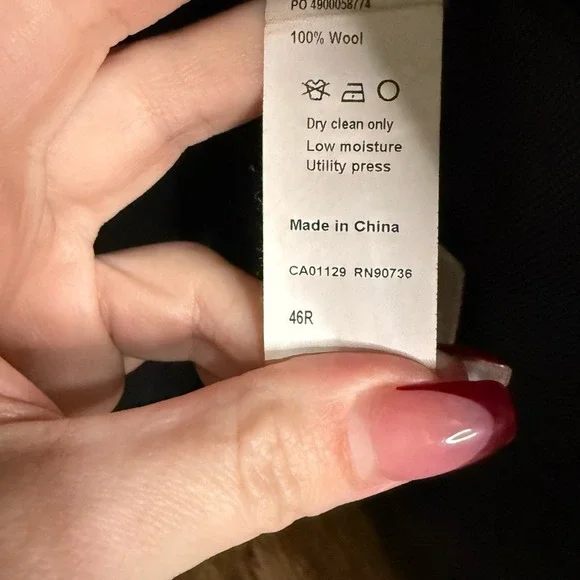 PO 4900058774
100% Wool
Dry clean only
Low moisture
Utility press
Made in China
CA01129 RN90736
46R